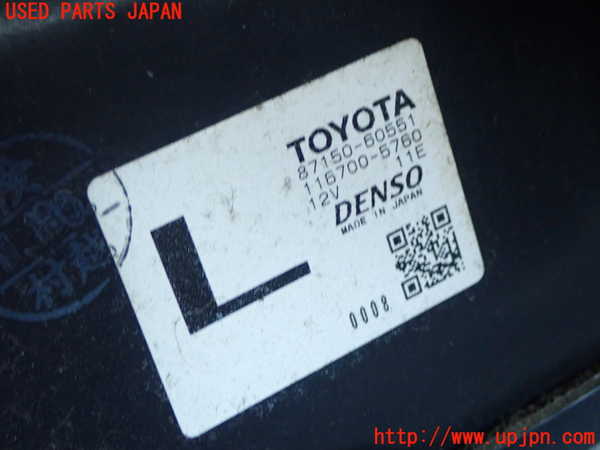 USED PARTS JAPAN
TOYOTA
87150-60551
116700-5760
12V 11E
DENSO
MADE IN JAPAN
L
0008
http://www.upjpn.com/